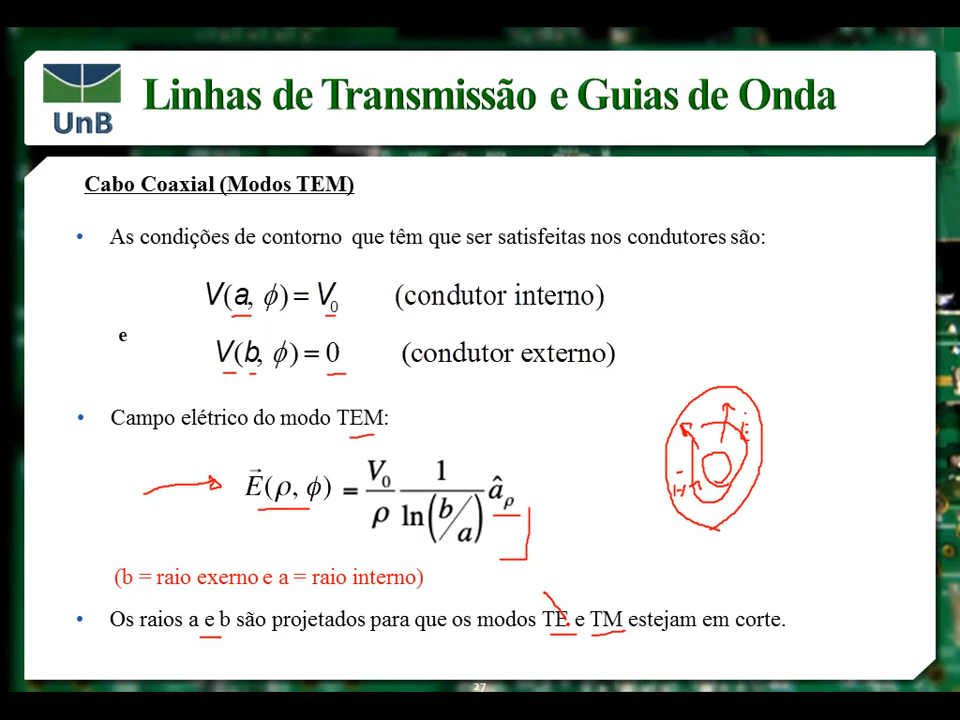 UnB
Linhas de Transmissão e Guias de Onda
Cabo Coaxial (Modos TEM)
• As condições de contorno que têm que ser satisfeitas nos condutores são:
V(a, ϕ) = V₀ (condutor interno)
e
V(b, ϕ) = 0 (condutor externo)
• Campo elétrico do modo TEM:
E⃗(ρ, ϕ) = V₀/ρ 1/ln(b/a) â_ρ
E
H
(b = raio exerno e a = raio interno)
• Os raios a e b são projetados para que os modos TE e TM estejam em corte.
27